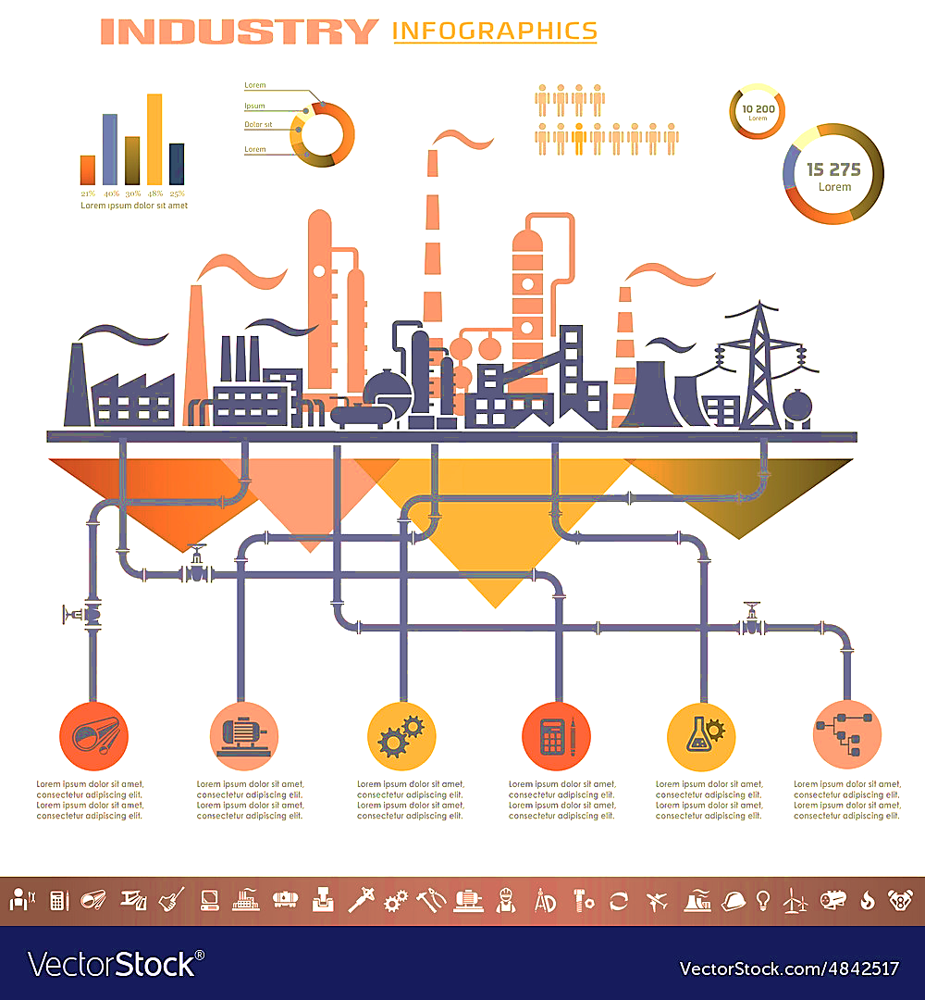 INDUSTRY INFOGRAPHICS
Lorem
Ipsum
Dolor sit
Lorem
10 200
Lorem
15 275
Lorem
21% 40% 30% 48% 25%
Lorem ipsum dolor sit amet
Lorem ipsum dolor sit amet,
consectetur adipiscing elit.
Lorem ipsum dolor sit amet,
consectetur adipiscing elit.
Lorem ipsum dolor sit amet,
consectetur adipiscing elit.
Lorem ipsum dolor sit amet,
consectetur adipiscing elit.
Lorem ipsum dolor sit amet,
consectetur adipiscing elit.
Lorem ipsum dolor sit amet,
consectetur adipiscing elit.
Lorem ipsum dolor sit amet,
consectetur adipiscing elit.
Lorem ipsum dolor sit amet,
consectetur adipiscing elit.
Lorem ipsum dolor sit amet,
consectetur adipiscing elit.
Lorem ipsum dolor sit amet,
consectetur adipiscing elit.
Lorem ipsum dolor sit amet,
consectetur adipiscing elit.
Lorem ipsum dolor sit amet,
consectetur adipiscing elit.
8
VectorStock®
VectorStock.com/4842517